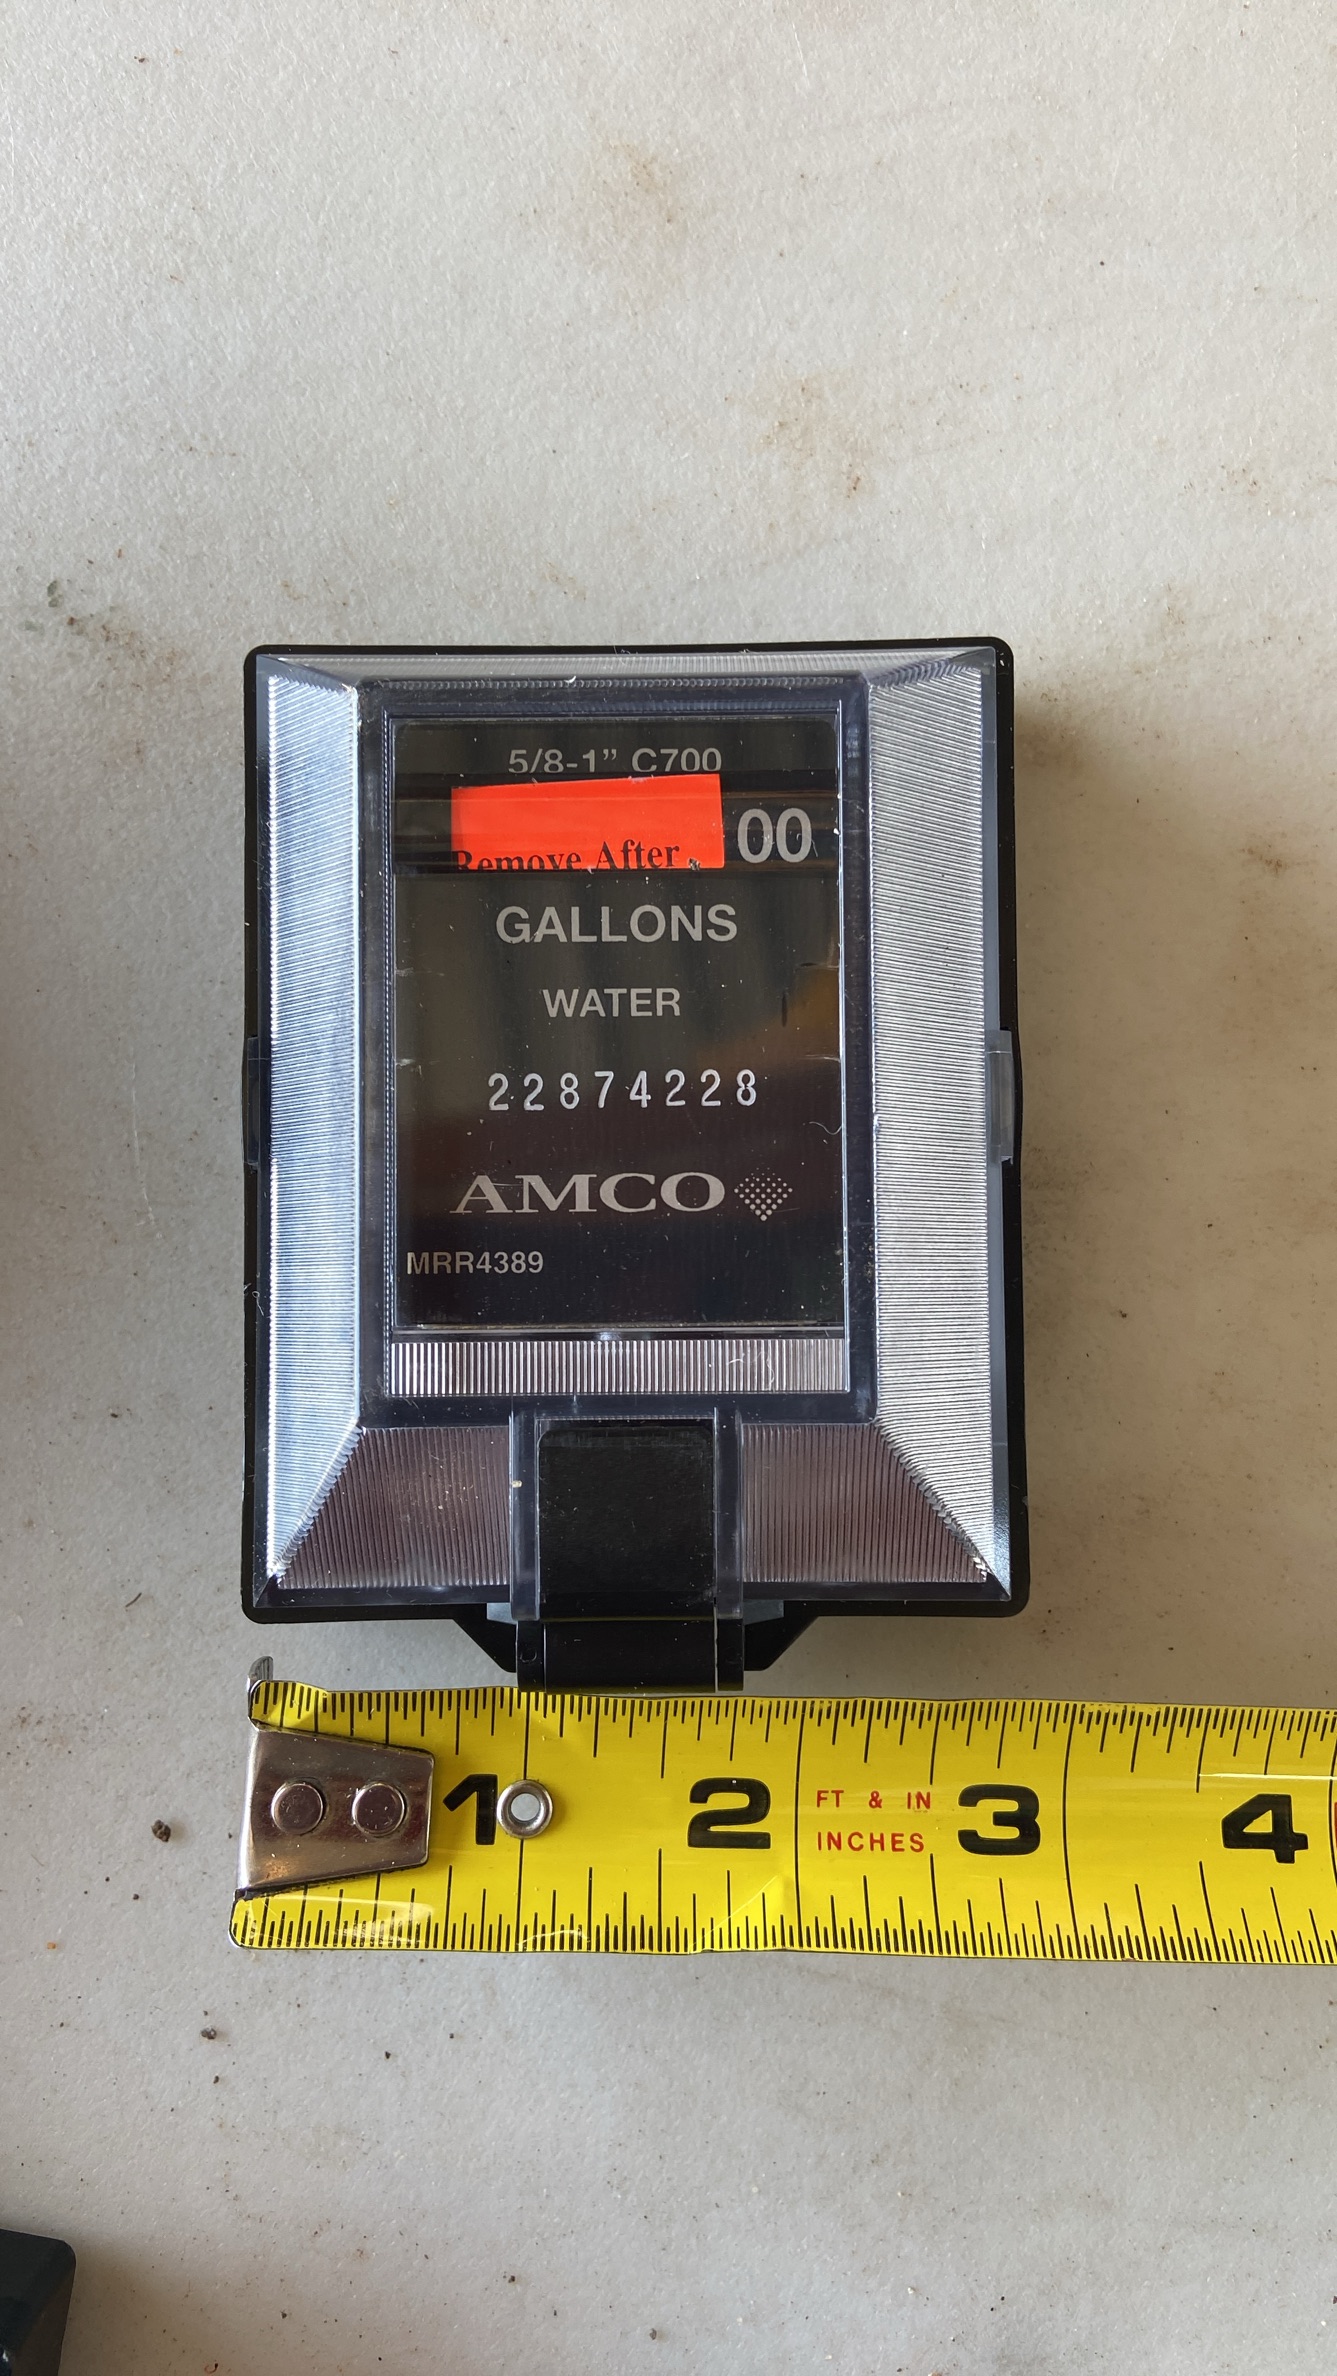 5/8-1” C700
Remove After
00
GALLONS
WATER
22874228
AMCO
MRR4389
1 2 FT & IN 3 4
INCHES